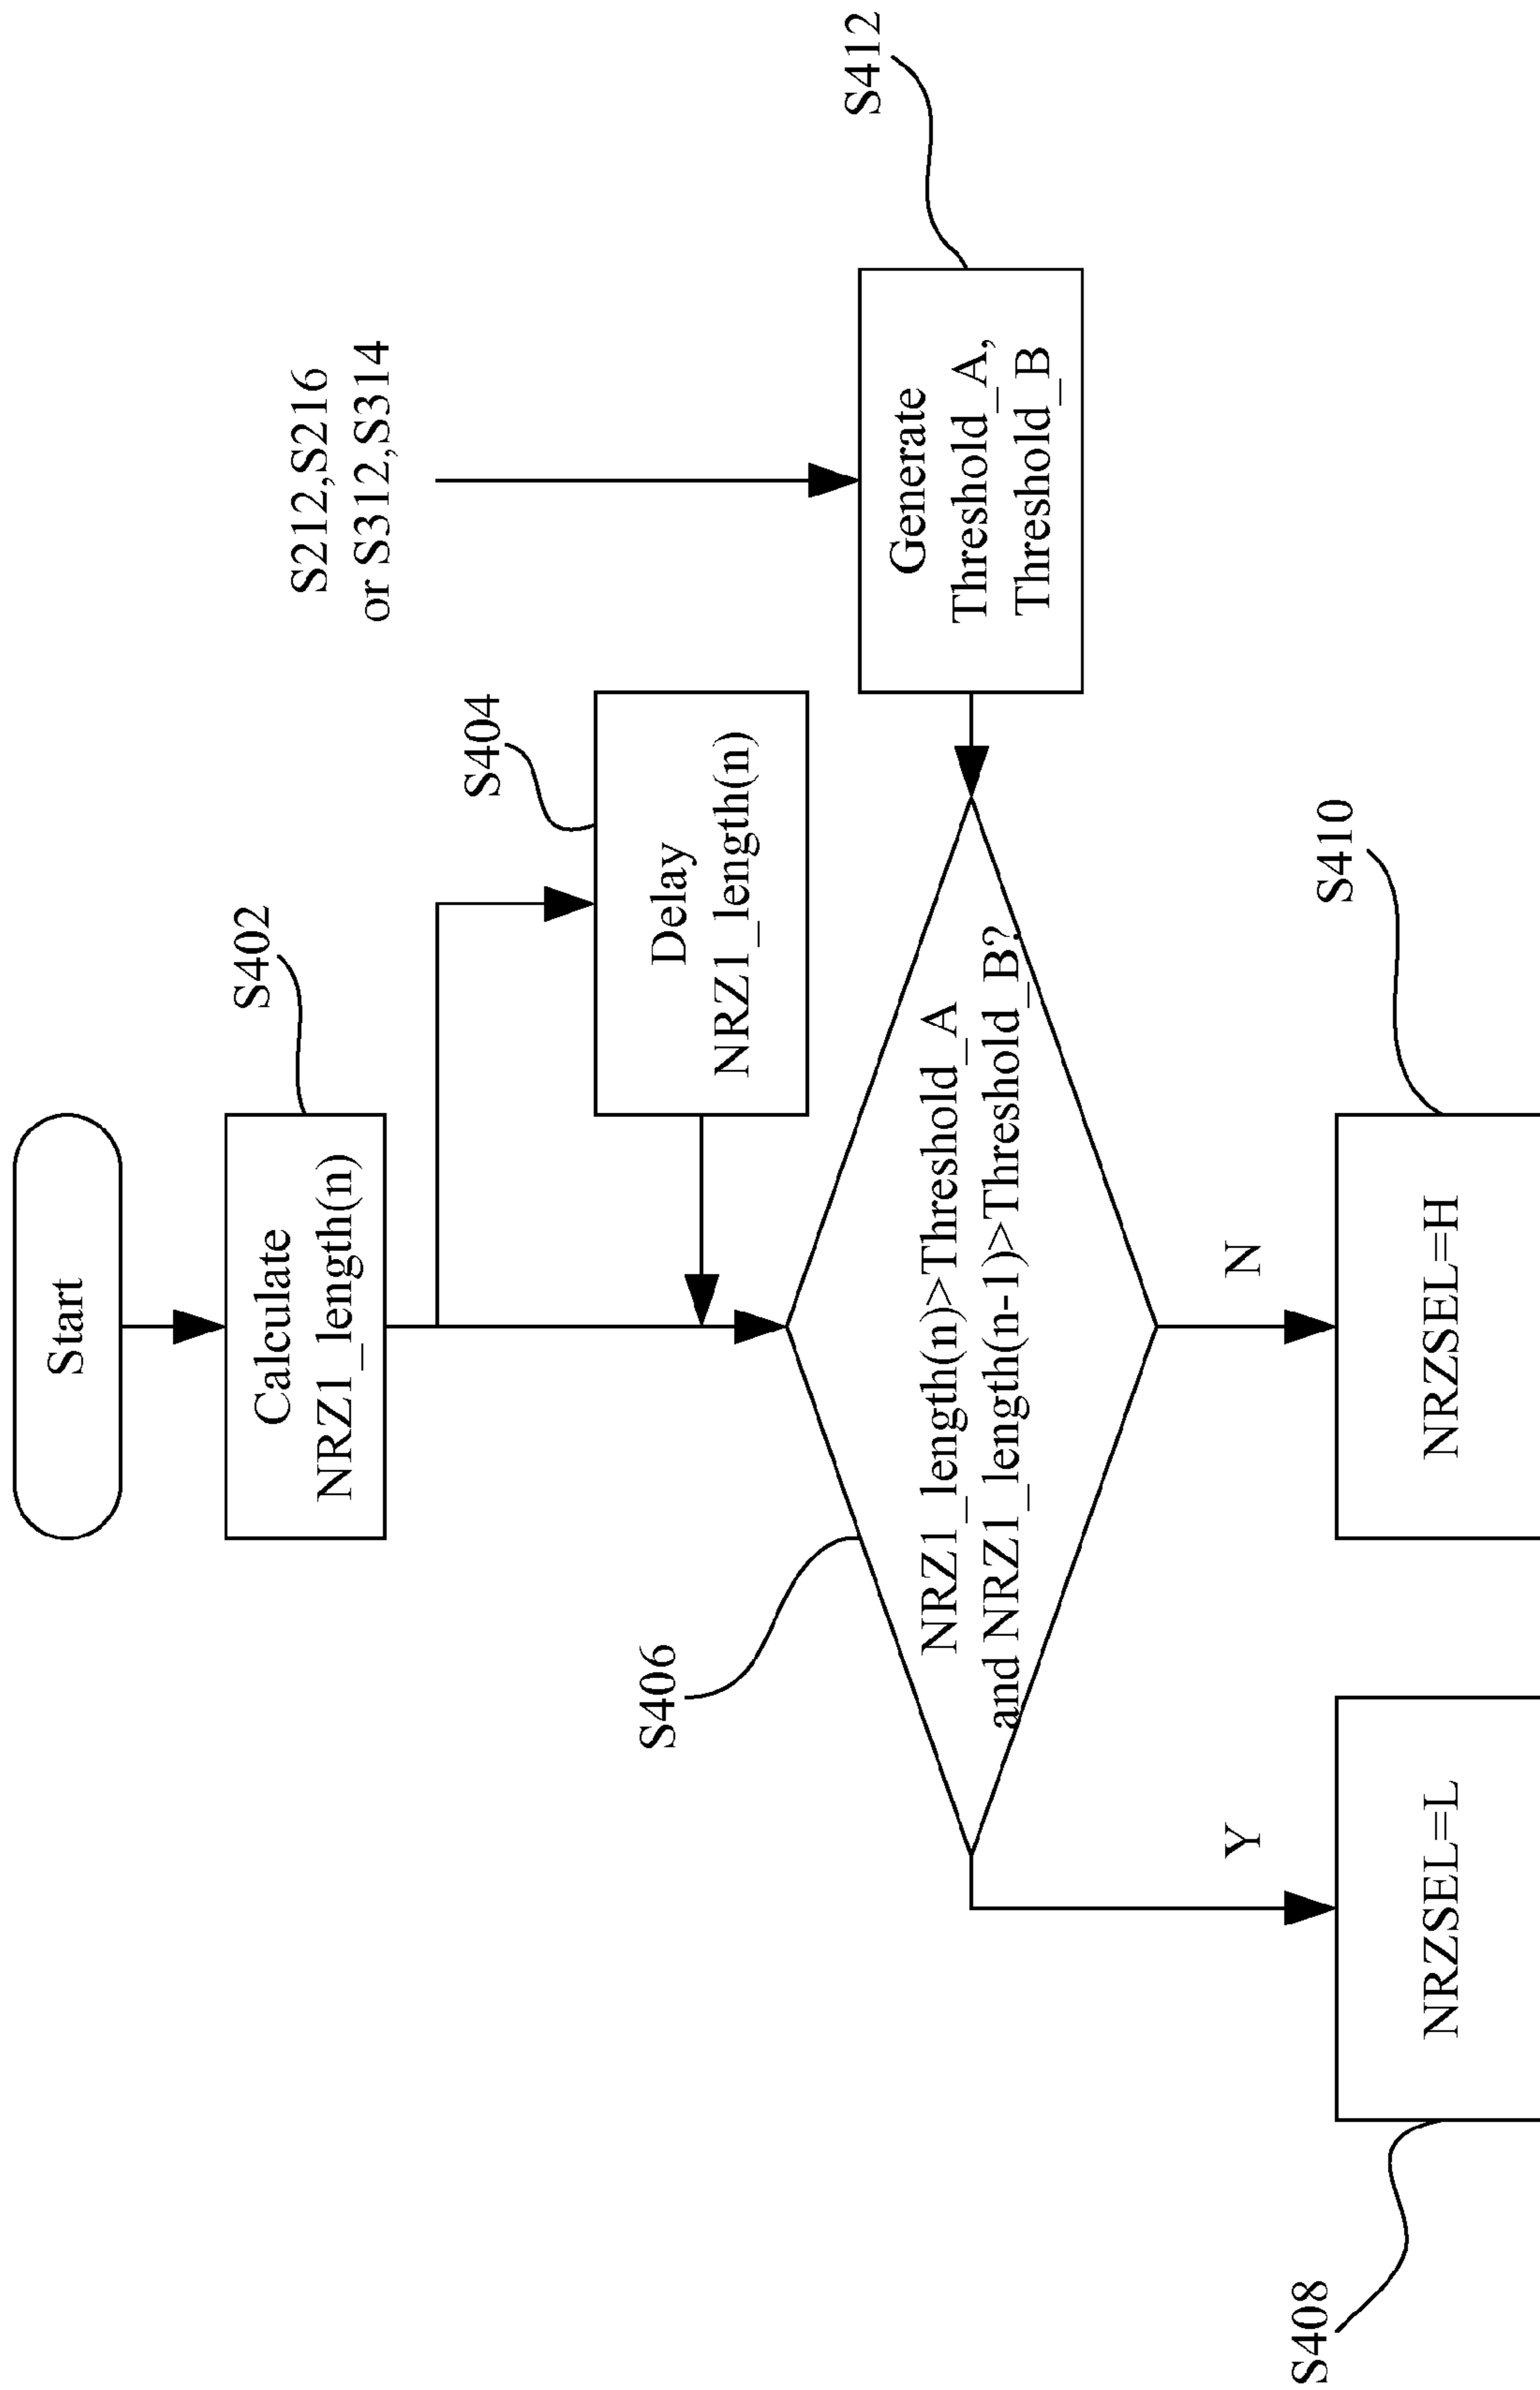 Start
S402
Calculate
NRZ1_length(n)
S212,S216
or S312,S314
S404
Delay
NRZ1_length(n)
S412
Generate
Threshold_A,
Threshold_B
S406
NRZ1_length(n)>Threshold_A
and NRZ1_length(n-1)>Threshold_B?
Y
N
S408
NRZSEL=L
S410
NRZSEL=H